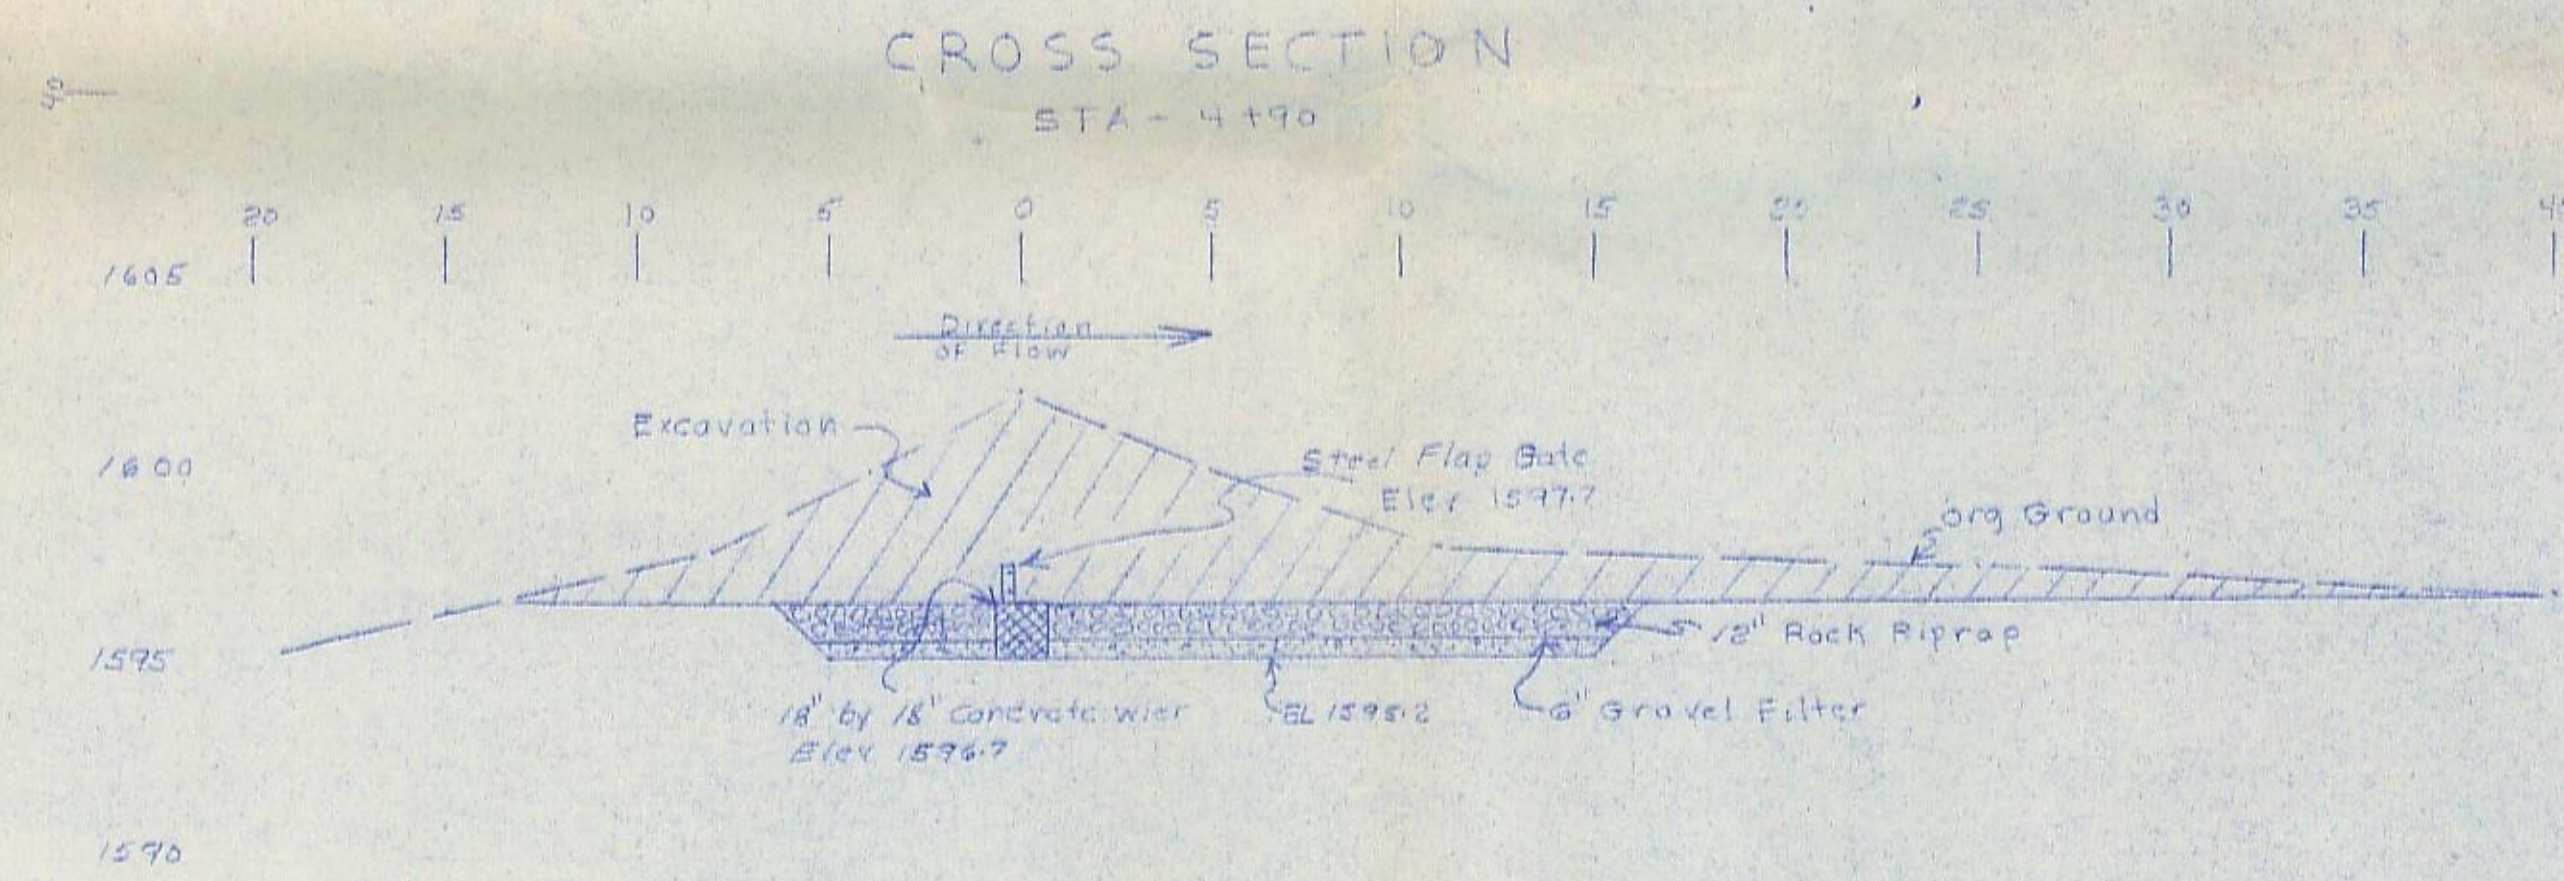 CROSS SECTION
STA - 4+90
20 15 10 5 0 5 10 15 20 25 30 35
1605
Direction
of Flow
Excavation
1600
Steel Flap Gate
Elev 1597.7
org Ground
1595
12" Rock Riprap
18" by 18" Concrete wier
Elev 1596.7
EL 1595.2
6" Gravel Filter
1590